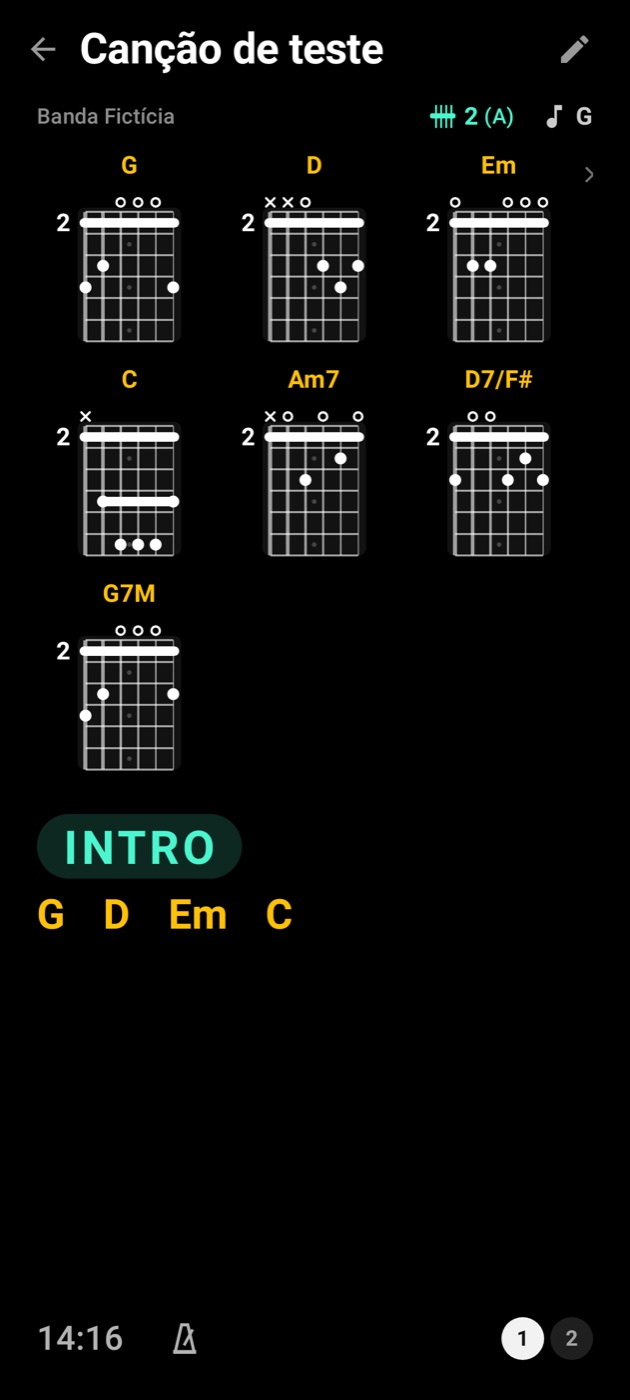 Canção de teste
Banda Fictícia 2 (A) G
G D Em
2 2 2
C Am7 D7/F#
2 2 2
G7M
2
INTRO
G D Em C
14:16 1 2